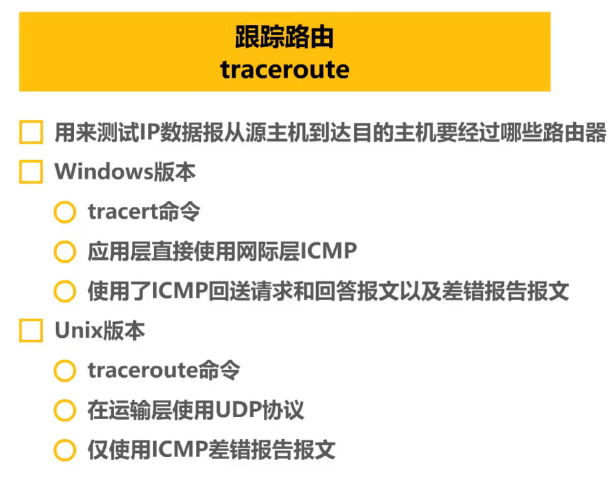 跟踪路由
traceroute
用来测试IP数据报从源主机到达目的主机要经过哪些路由器
Windows版本
tracert命令
应用层直接使用网际层ICMP
使用了ICMP回送请求和回答报文以及差错报告报文
Unix版本
traceroute命令
在运输层使用UDP协议
仅使用ICMP差错报告报文